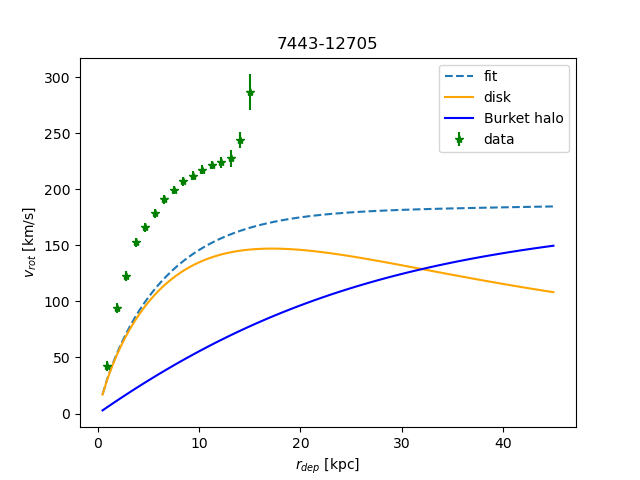 7443-12705
300
250
200
150
100
50
0
v_rot [km/s]
fit
disk
Burket halo
data
0 10 20 30 40
r_dep [kpc]